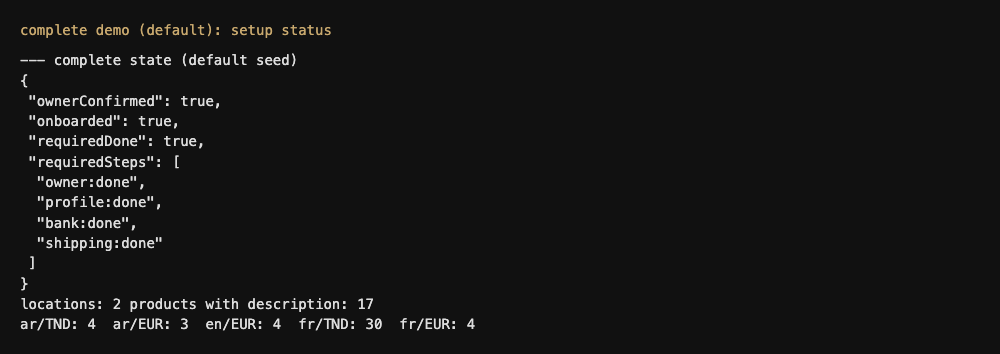 complete demo (default): setup status
--- complete state (default seed)
{
"ownerConfirmed": true,
"onboarded": true,
"requiredDone": true,
"requiredSteps": [
"owner:done",
"profile:done",
"bank:done",
"shipping:done"
]
}
locations: 2 products with description: 17
ar/TND: 4  ar/EUR: 3  en/EUR: 4  fr/TND: 30  fr/EUR: 4